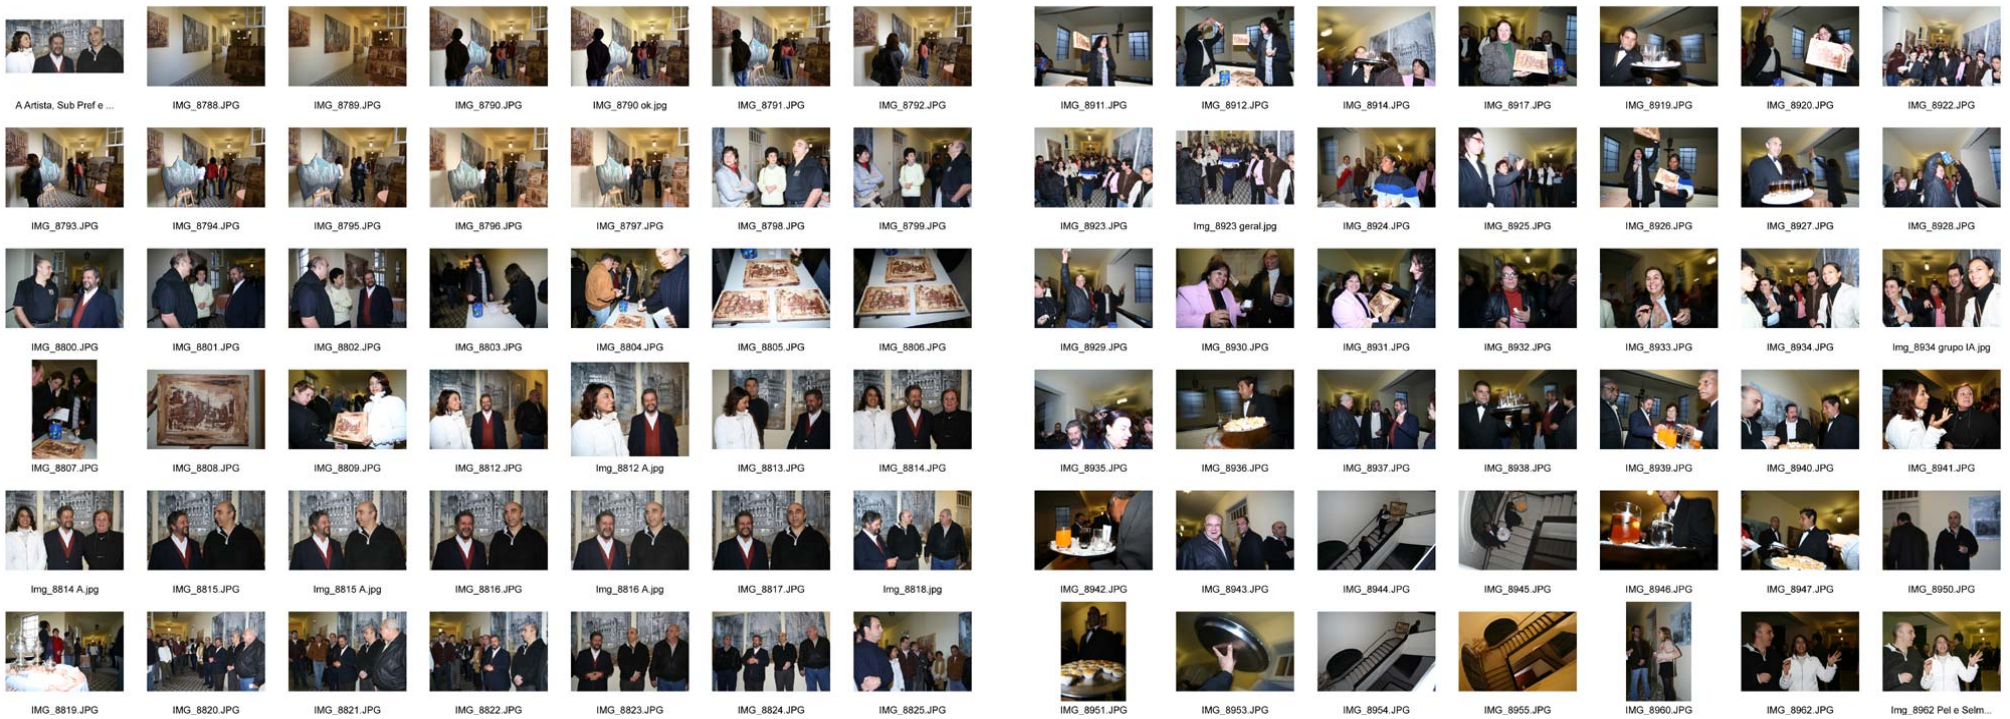 A Artista, Sub Pref e ...
IMG_8788.JPG
IMG_8789.JPG
IMG_8790.JPG
IMG_8790 ok.jpg
IMG_8791.JPG
IMG_8792.JPG
IMG_8793.JPG
IMG_8794.JPG
IMG_8795.JPG
IMG_8796.JPG
IMG_8797.JPG
IMG_8798.JPG
IMG_8799.JPG
IMG_8800.JPG
IMG_8801.JPG
IMG_8802.JPG
IMG_8803.JPG
IMG_8804.JPG
IMG_8805.JPG
IMG_8806.JPG
IMG_8807.JPG
IMG_8808.JPG
IMG_8809.JPG
IMG_8812.JPG
Img_8812 A.jpg
IMG_8813.JPG
IMG_8814.JPG
Img_8814 A.jpg
IMG_8815.JPG
Img_8815 A.jpg
IMG_8816.JPG
Img_8816 A.jpg
IMG_8817.JPG
Img_8818.jpg
IMG_8819.JPG
IMG_8820.JPG
IMG_8821.JPG
IMG_8822.JPG
IMG_8823.JPG
IMG_8824.JPG
IMG_8825.JPG
IMG_8911.JPG
IMG_8912.JPG
IMG_8914.JPG
IMG_8917.JPG
IMG_8919.JPG
IMG_8920.JPG
IMG_8922.JPG
IMG_8923.JPG
Img_8923 geral.jpg
IMG_8924.JPG
IMG_8925.JPG
IMG_8926.JPG
IMG_8927.JPG
IMG_8928.JPG
IMG_8929.JPG
IMG_8930.JPG
IMG_8931.JPG
IMG_8932.JPG
IMG_8933.JPG
IMG_8934.JPG
Img_8934 grupo IA.jpg
IMG_8935.JPG
IMG_8936.JPG
IMG_8937.JPG
IMG_8938.JPG
IMG_8939.JPG
IMG_8940.JPG
IMG_8941.JPG
IMG_8942.JPG
IMG_8943.JPG
IMG_8944.JPG
IMG_8945.JPG
IMG_8946.JPG
IMG_8947.JPG
IMG_8950.JPG
IMG_8951.JPG
IMG_8953.JPG
IMG_8954.JPG
IMG_8955.JPG
IMG_8960.JPG
IMG_8962.JPG
Img_8962 Pel e Selm...